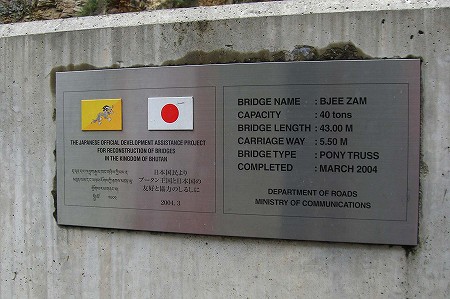 THE JAPANESE OFFICIAL DEVELOPMENT ASSISTANCE PROJECT
FOR RECONSTRUCTION OF BRIDGES
IN THE KINGDOM OF BHUTAN
日本国民より
ブータン王国と日本国の
友好と協力のしるしに
2004.3
BRIDGE NAME : BJEE ZAM
CAPACITY : 40 tons
BRIDGE LENGTH : 43.00 M
CARRIAGE WAY : 5.50 M
BRIDGE TYPE : PONY TRUSS
COMPLETED : MARCH 2004
DEPARTMENT OF ROADS
MINISTRY OF COMMUNICATIONS